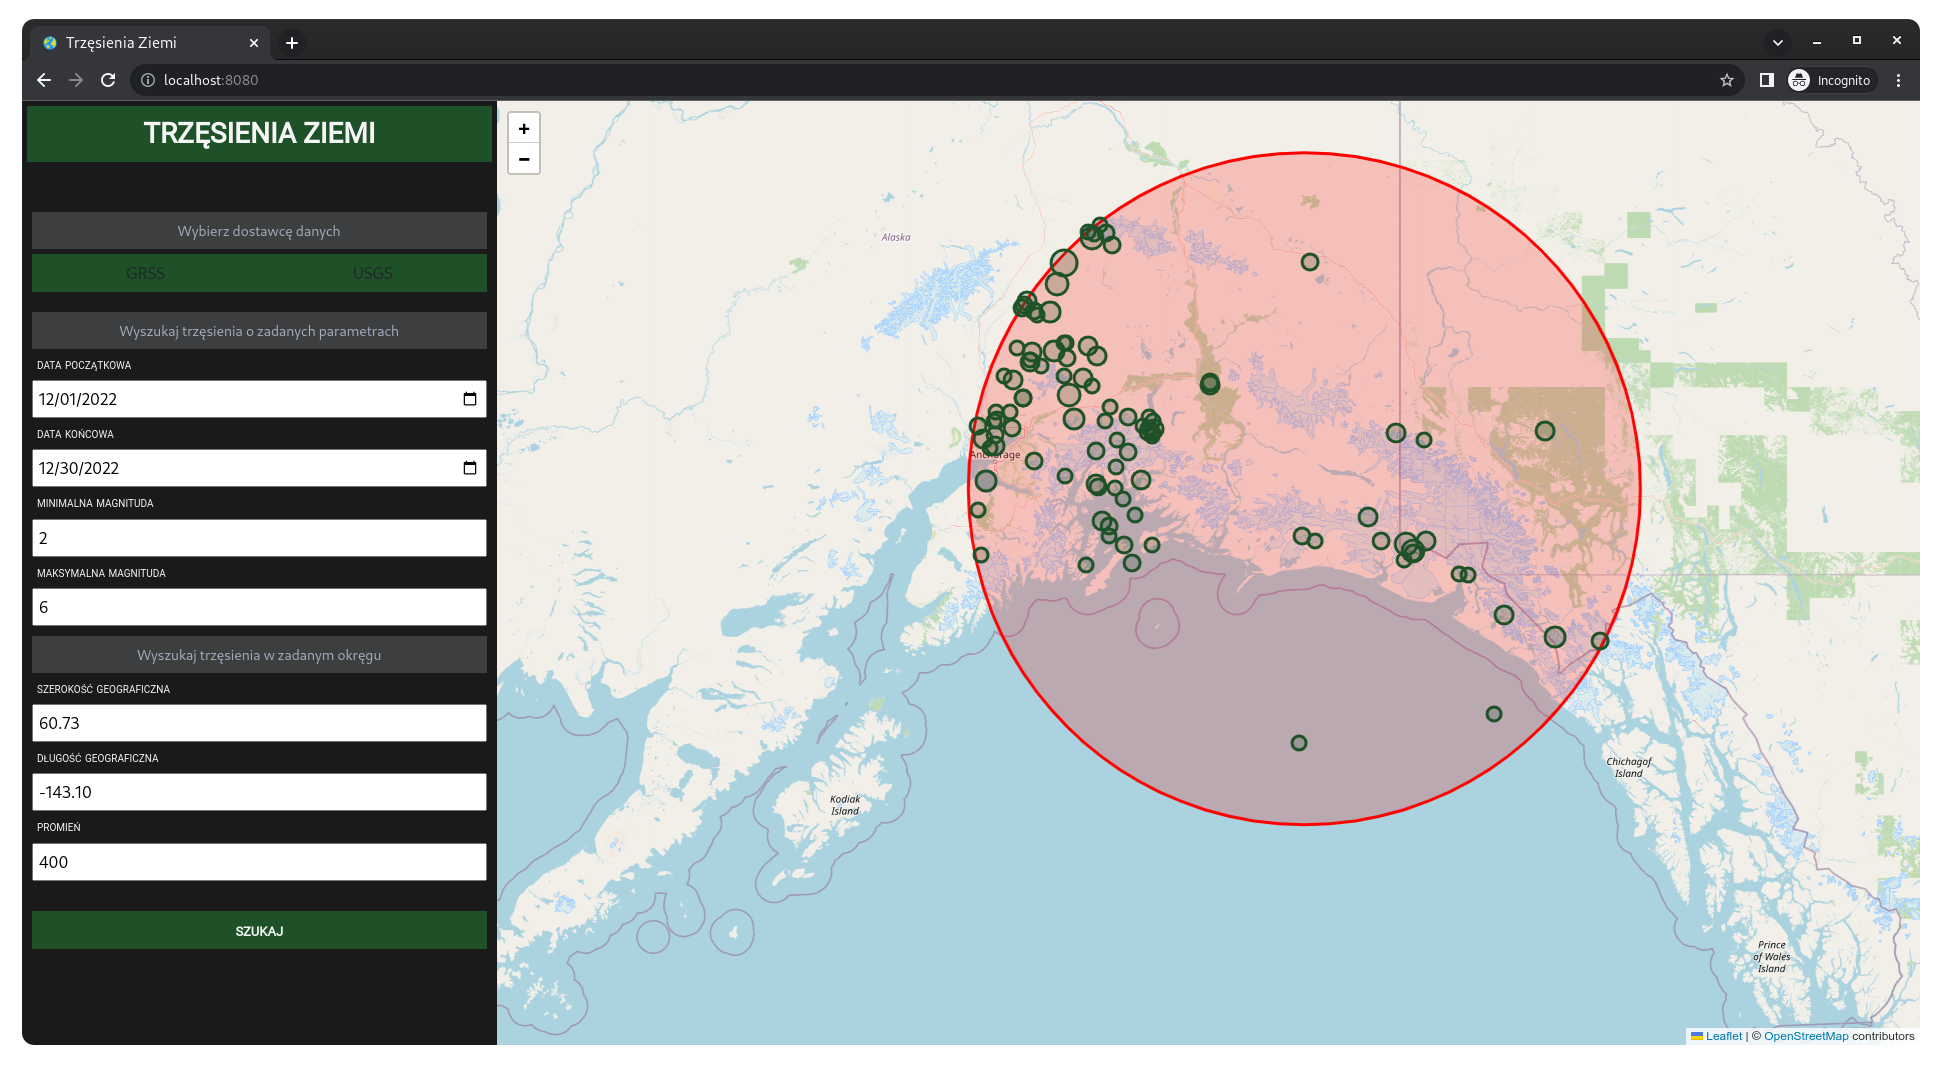 Trzęsienia Ziemi
localhost:8080
Incognito
TRZĘSIENIA ZIEMI
Wybierz dostawcę danych
GRSS USGS
Wyszukaj trzęsienia o zadanych parametrach
DATA POCZĄTKOWA
12/01/2022
DATA KOŃCOWA
12/30/2022
MINIMALNA MAGNITUDA
2
MAKSYMALNA MAGNITUDA
6
Wyszukaj trzęsienia w zadanym okręgu
SZEROKOŚĆ GEOGRAFICZNA
60.73
DŁUGOŚĆ GEOGRAFICZNA
-143.10
PROMIEŃ
400
SZUKAJ
+
−
Alaska
Anchorage
Kodiak
Island
Chichagof
Island
Prince
of Wales
Island
Leaflet | © OpenStreetMap contributors